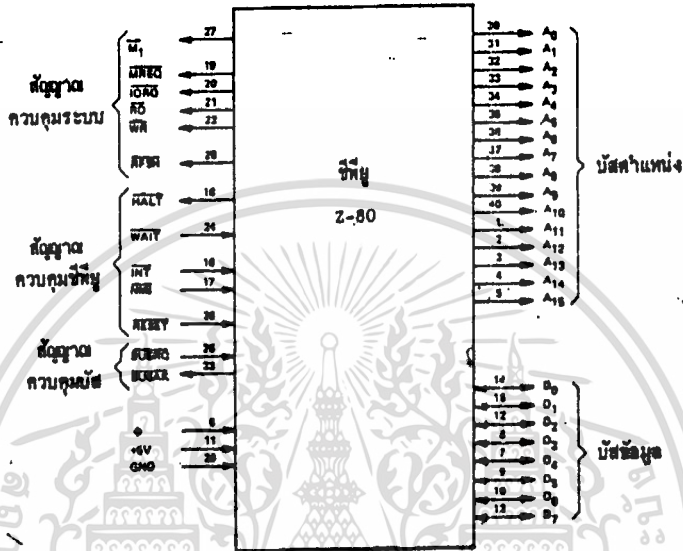 สัญญาณ
ควบคุมระบบ
27 M1
19 MREQ
20 IORQ
21 RD
22 WR
28 RFSH
สัญญาณ
ควบคุมซีพียู
18 HALT
24 WAIT
16 INT
17 NMI
26 RESET
สัญญาณ
ควบคุมบัส
25 BUSRQ
23 BUSAK
Φ 6
+5V 11
GND 29
ซีพียู
Z-80
30 A0
31 A1
32 A2
33 A3
34 A4
35 A5
36 A6
37 A7
38 A8
39 A9
40 A10
1 A11
2 A12
3 A13
4 A14
5 A15
บัสตำแหน่ง
14 D0
15 D1
12 D2
8 D3
7 D4
9 D5
10 D6
13 D7
บัสข้อมูล